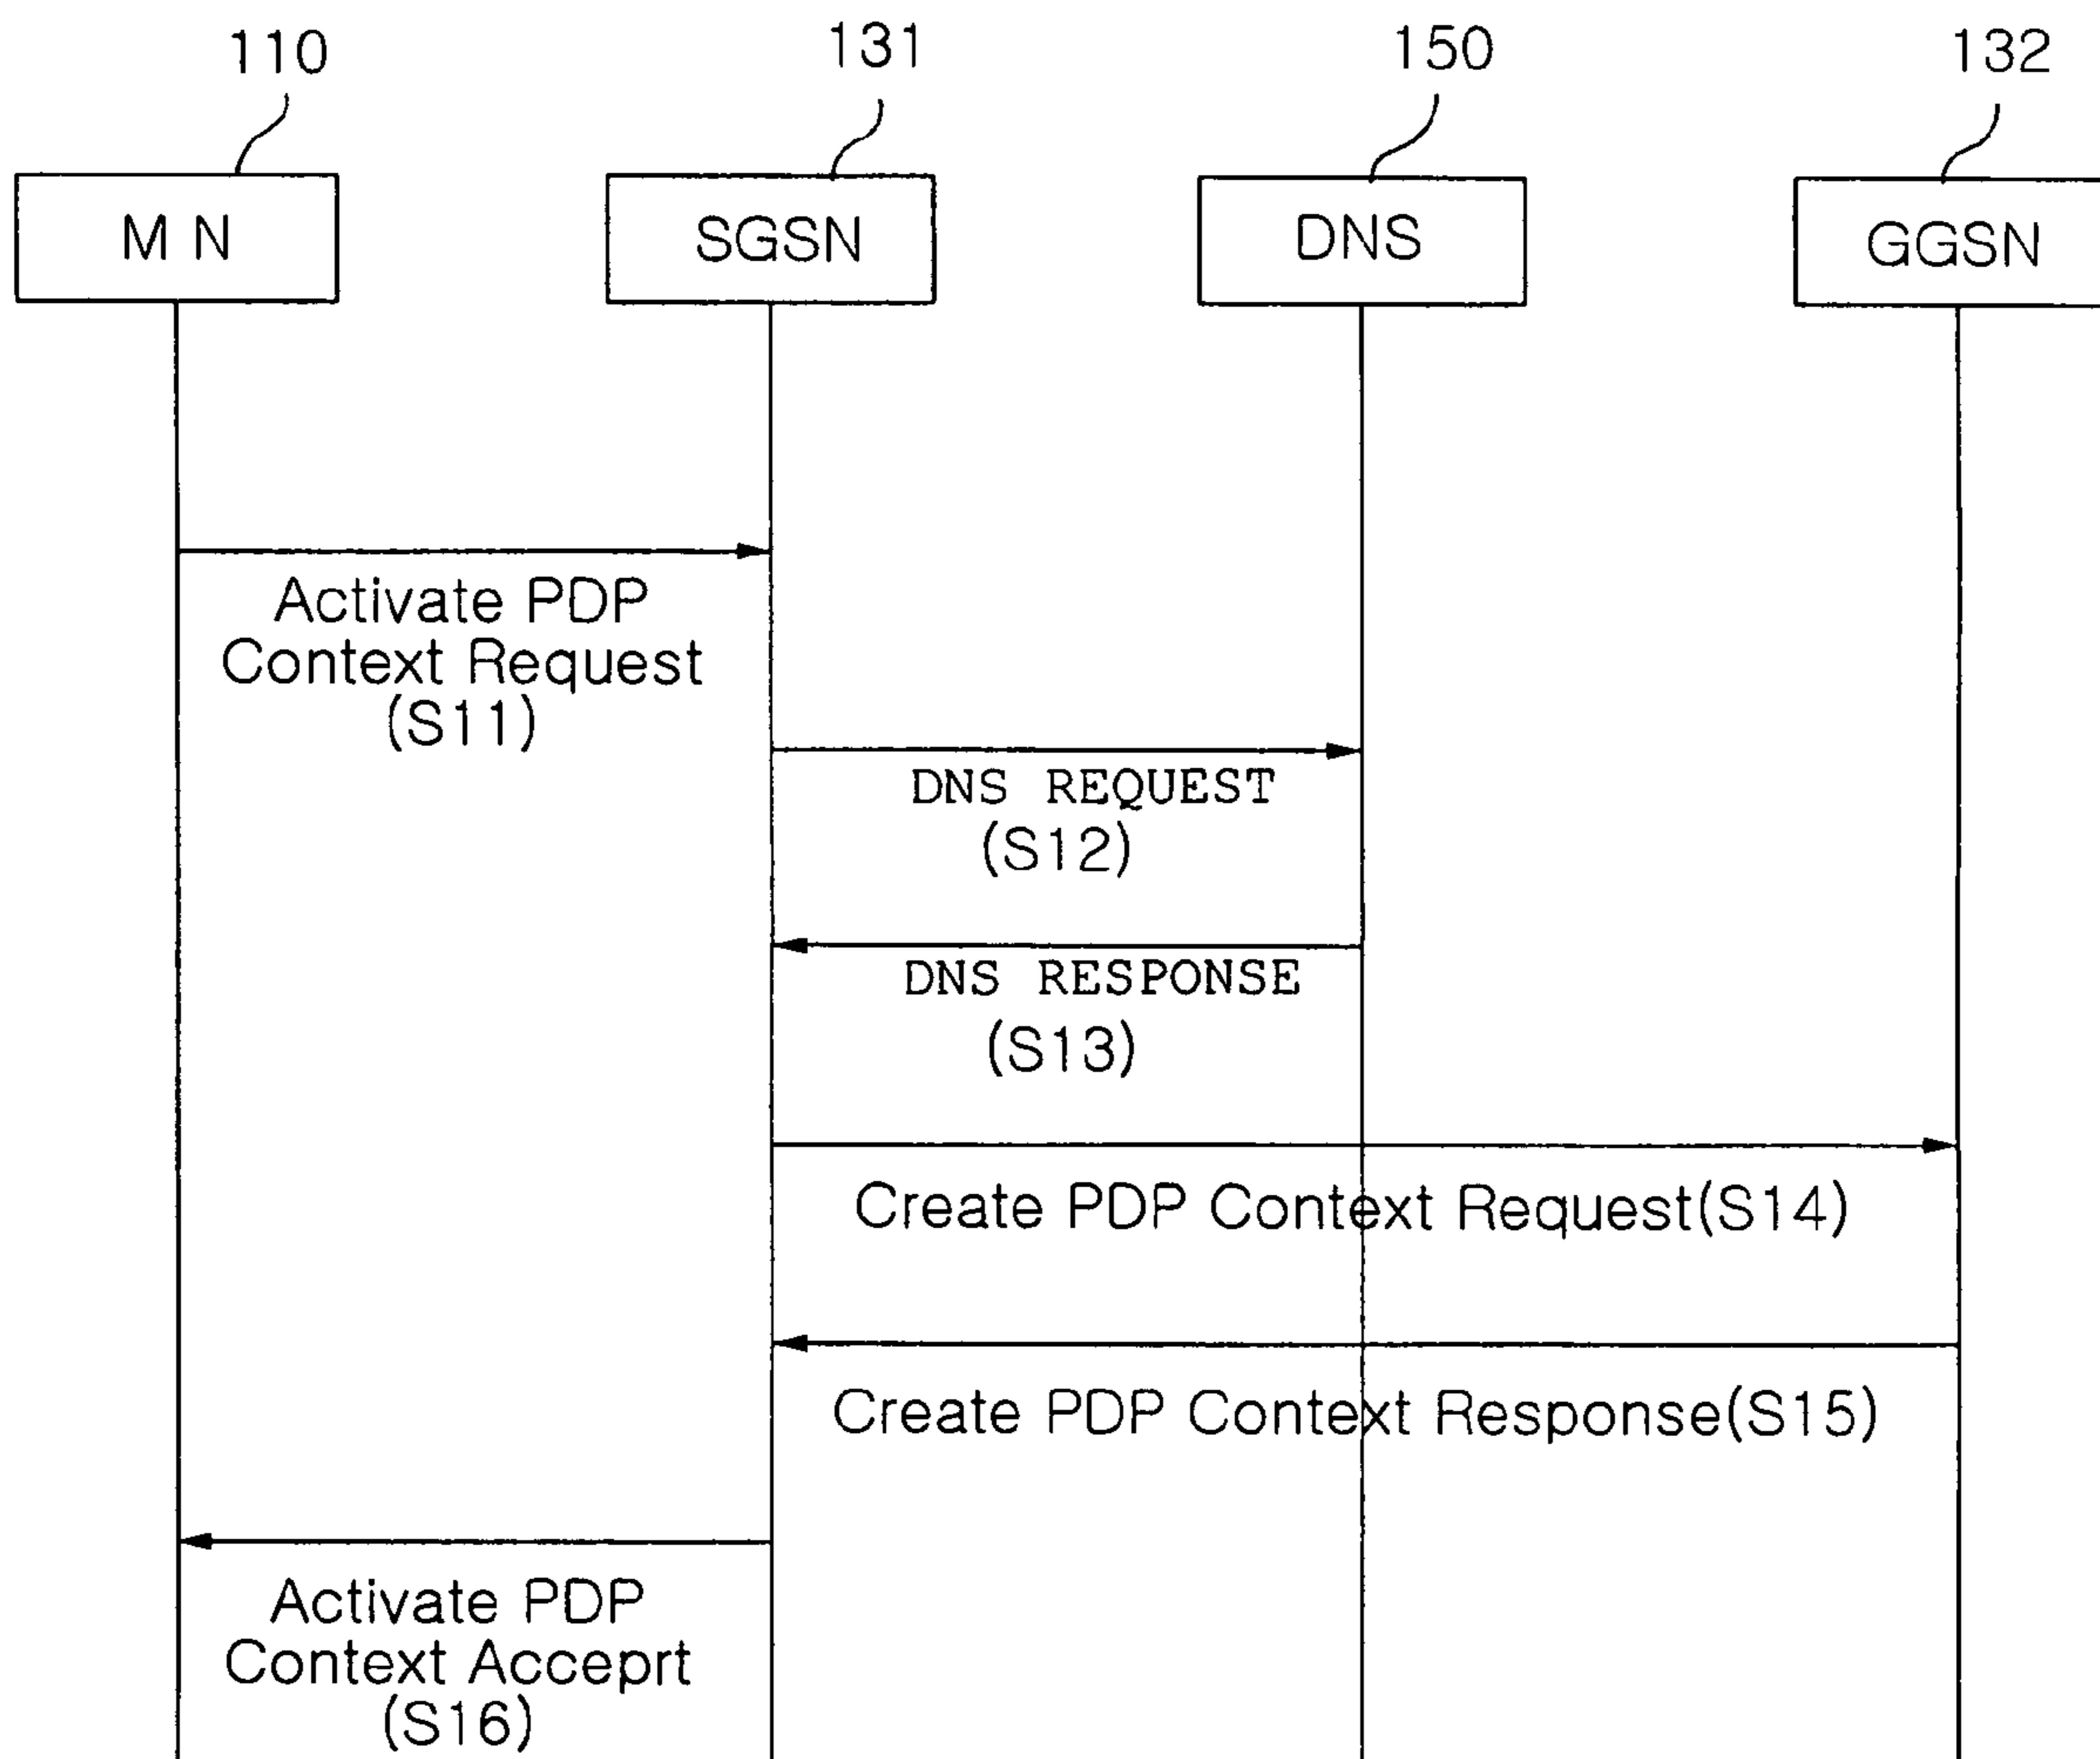 110
131
150
132
M N
SGSN
DNS
GGSN
Activate PDP
Context Request
(S11)
DNS REQUEST
(S12)
DNS RESPONSE
(S13)
Create PDP Context Request(S14)
Create PDP Context Response(S15)
Activate PDP
Context Acceprt
(S16)